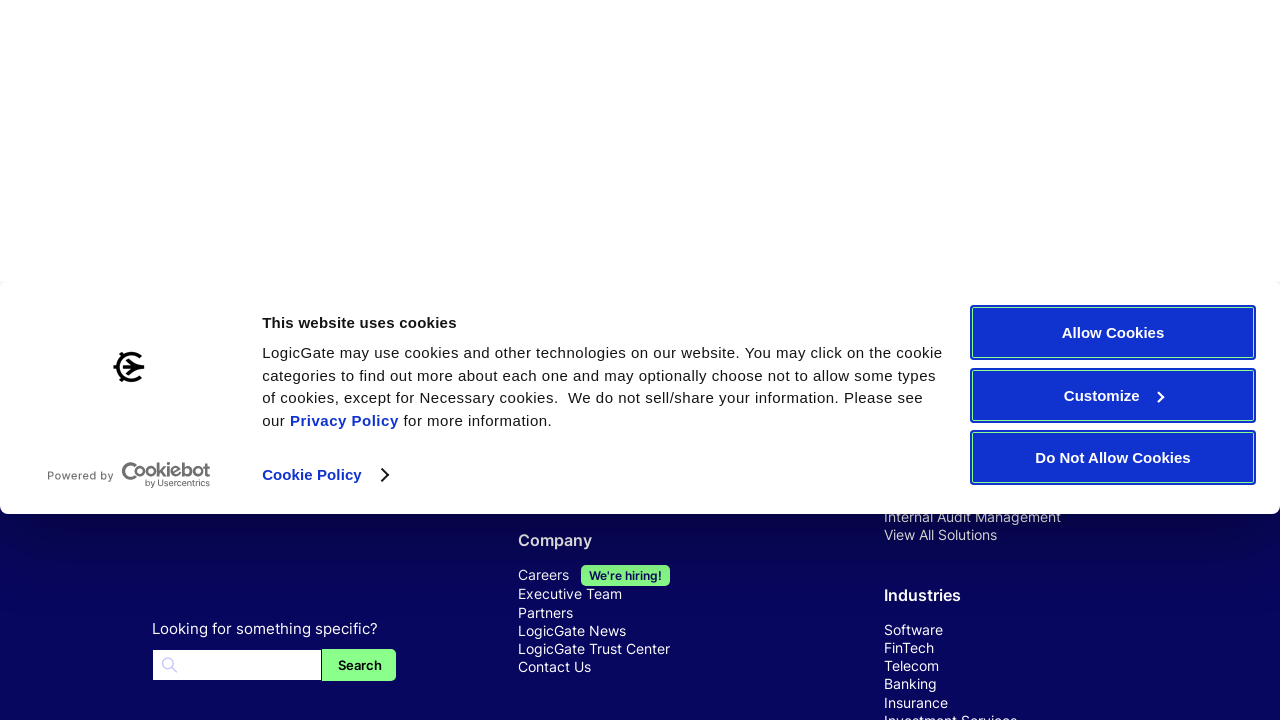 This website uses cookies
LogicGate may use cookies and other technologies on our website. You may click on the cookie
categories to find out more about each one and may optionally choose not to allow some types
of cookies, except for Necessary cookies.  We do not sell/share your information. Please see
our Privacy Policy for more information.
Cookie Policy
Powered by Cookiebot
by Usercentrics
Allow Cookies
Customize
Do Not Allow Cookies
Looking for something specific?
Search
Company
Careers We're hiring!
Executive Team
Partners
LogicGate News
LogicGate Trust Center
Contact Us
Internal Audit Management
View All Solutions
Industries
Software
FinTech
Telecom
Banking
Insurance
Investment Services